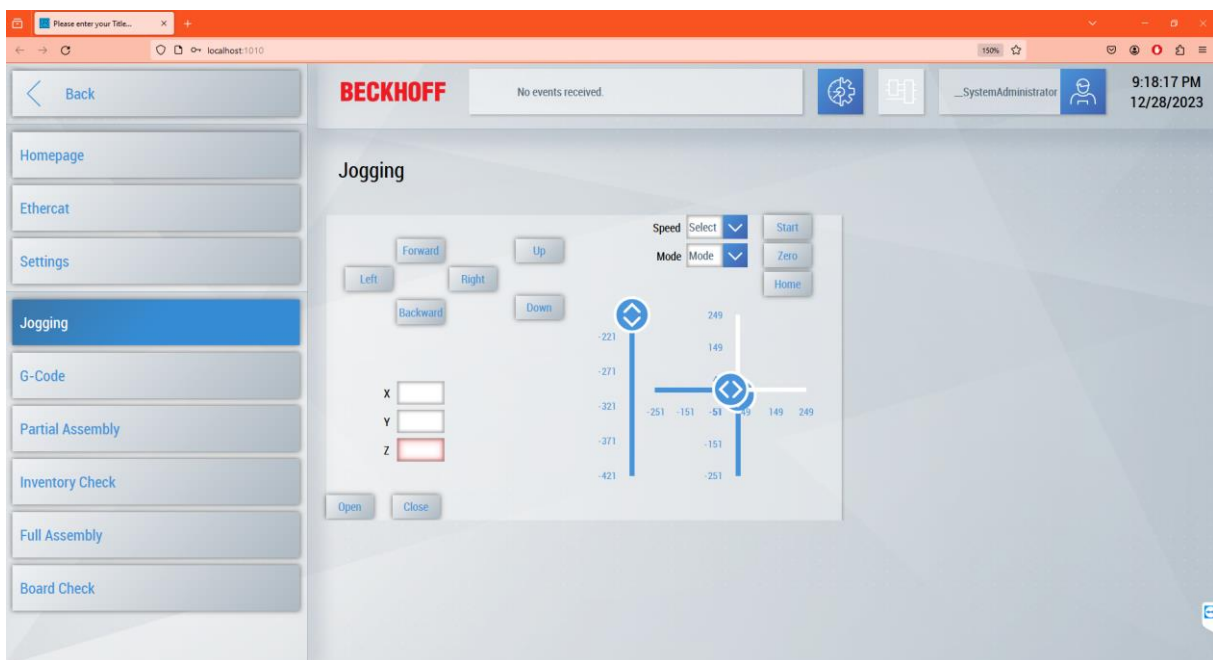 Please enter your Title...
localhost:1010
150%
Back
BECKHOFF
No events received.
__SystemAdministrator
9:18:17 PM
12/28/2023
Homepage
Ethercat
Settings
Jogging
G-Code
Partial Assembly
Inventory Check
Full Assembly
Board Check
Jogging
Speed Select Start
Forward Up Mode Mode Zero
Left Right Home
Backward Down
249
-221
149
-271
X
-321
-251 -151 -51 49 149 249
Y
-371 -151
Z
-421 -251
Open Close